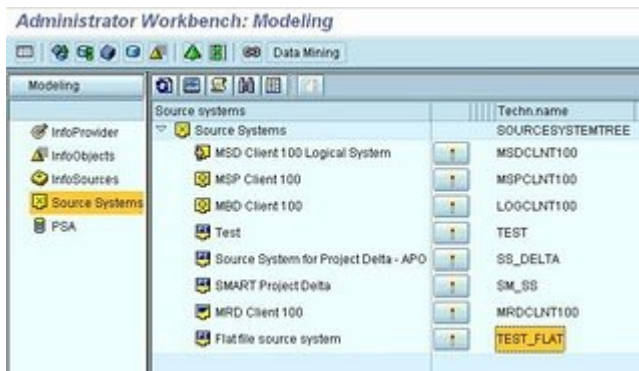 Administrator Workbench: Modeling
Data Mining
Modeling
Source systems Techn.name
InfoProvider
InfoObjects
InfoSources
Source Systems
PSA
Source Systems SOURCESYSTEMTREE
MSD Client 100 Logical System MSDCLNT100
MSP Client 100 MSPCLNT100
MBD Client 100 LOGCLNT100
Test TEST
Source System for Project Delta - APO SS_DELTA
SMART Project Delta SM_SS
MRD Client 100 MRDCLNT100
Flat file source system TEST_FLAT